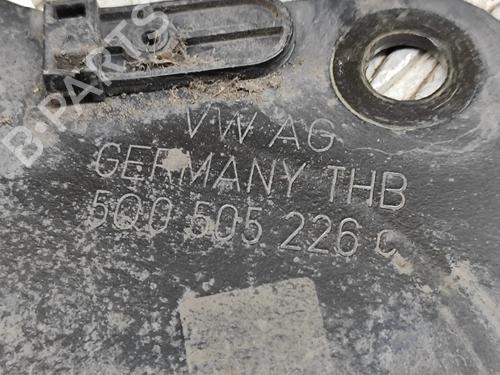 VW AG
GERMANY THB
5Q0 505 226 C
B-PARTS